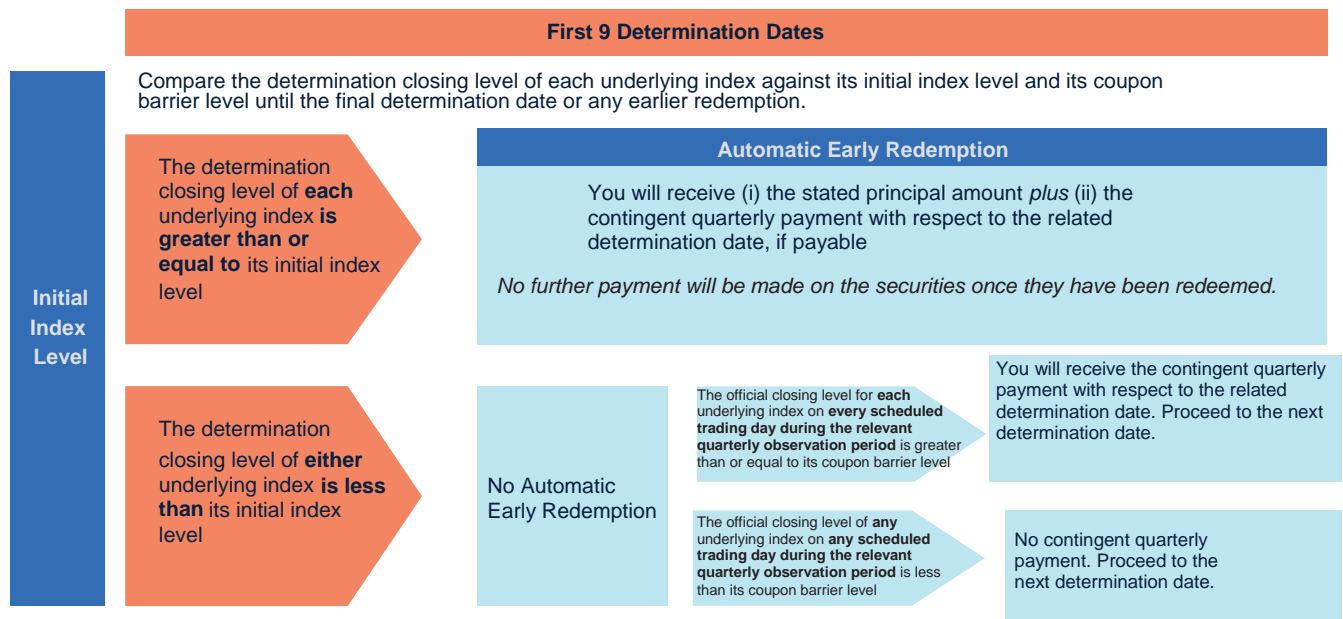 First 9 Determination Dates
Compare the determination closing level of each underlying index against its initial index level and its coupon
barrier level until the final determination date or any earlier redemption.
Initial
Index
Level
The determination
closing level of each
underlying index is
greater than or
equal to its initial index
level
Automatic Early Redemption
You will receive (i) the stated principal amount plus (ii) the
contingent quarterly payment with respect to the related
determination date, if payable
No further payment will be made on the securities once they have been redeemed.
The determination
closing level of either
underlying index is less
than its initial index
level
No Automatic
Early Redemption
The official closing level for each
underlying index on every scheduled
trading day during the relevant
quarterly observation period is greater
than or equal to its coupon barrier level
You will receive the contingent quarterly
payment with respect to the related
determination date. Proceed to the next
determination date.
The official closing level of any
underlying index on any scheduled
trading day during the relevant
quarterly observation period is less
than its coupon barrier level
No contingent quarterly
payment. Proceed to the
next determination date.